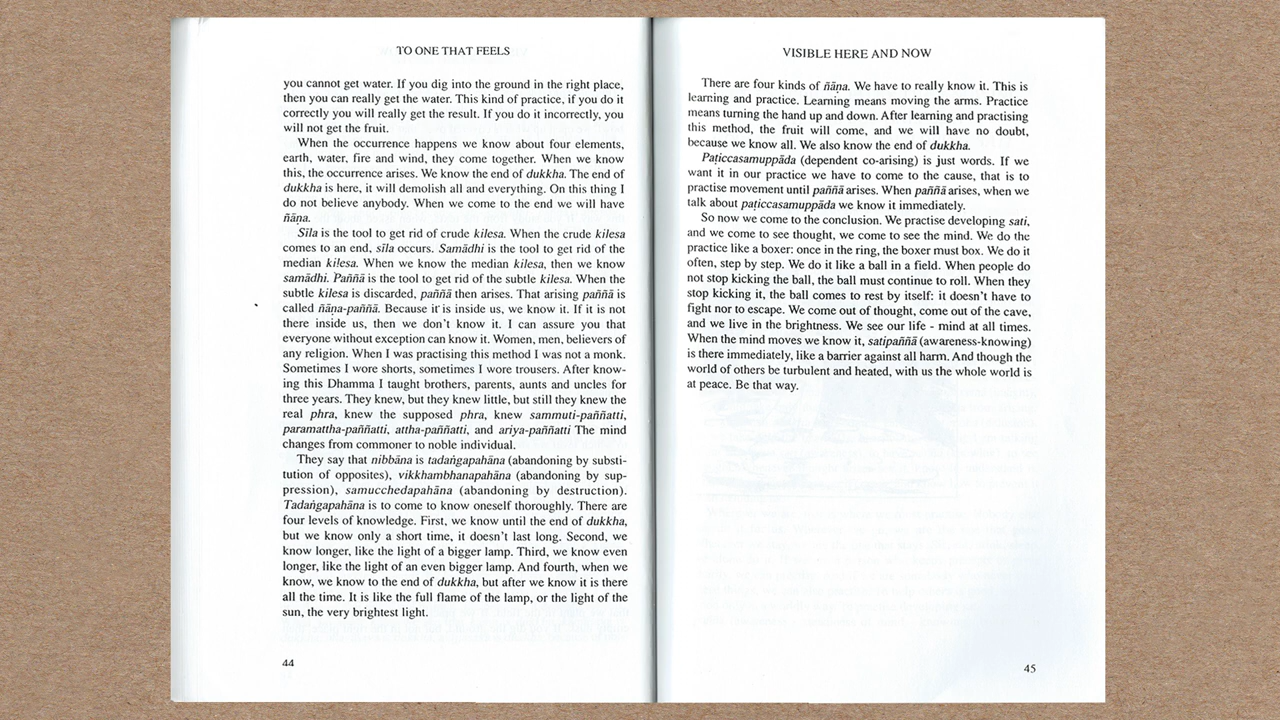 TO ONE THAT FEELS
you cannot get water. If you dig into the ground in the right place,
then you can really get the water. This kind of practice, if you do it
correctly you will really get the result. If you do it incorrectly, you
will not get the fruit.
When the occurrence happens we know about four elements,
earth, water, fire and wind, they come together. When we know
this, the occurrence arises. We know the end of dukkha. The end of
dukkha is here, it will demolish all and everything. On this thing I
do not believe anybody. When we come to the end we will have
ñāṇa.
Sīla is the tool to get rid of crude kilesa. When the crude kilesa
comes to an end, sīla occurs. Samādhi is the tool to get rid of the
median kilesa. When we know the median kilesa, then we know
samādhi. Paññā is the tool to get rid of the subtle kilesa. When the
subtle kilesa is discarded, paññā then arises. That arising paññā is
called ñāṇa-paññā. Because it is inside us, we know it. If it is not
there inside us, then we don't know it. I can assure you that
everyone without exception can know it. Women, men, believers of
any religion. When I was practising this method I was not a monk.
Sometimes I wore shorts, sometimes I wore trousers. After know-
ing this Dhamma I taught brothers, parents, aunts and uncles for
three years. They knew, but they knew little, but still they knew the
real phra, knew the supposed phra, knew sammuti-paññatti,
paramattha-paññatti, attha-paññatti, and ariya-paññatti The mind
changes from commoner to noble individual.
They say that nibbāna is tadaṅgapahāna (abandoning by substi-
tution of opposites), vikkhambhanapahāna (abandoning by sup-
pression), samucchedapahāna (abandoning by destruction).
Tadaṅgapahāna is to come to know oneself thoroughly. There are
four levels of knowledge. First, we know until the end of dukkha,
but we know only a short time, it doesn't last long. Second, we
know longer, like the light of a bigger lamp. Third, we know even
longer, like the light of an even bigger lamp. And fourth, when we
know, we know to the end of dukkha, but after we know it is there
all the time. It is like the full flame of the lamp, or the light of the
sun, the very brightest light.
44
VISIBLE HERE AND NOW
There are four kinds of ñāṇa. We have to really know it. This is
learning and practice. Learning means moving the arms. Practice
means turning the hand up and down. After learning and practising
this method, the fruit will come, and we will have no doubt,
because we know all. We also know the end of dukkha.
Paṭiccasamuppāda (dependent co-arising) is just words. If we
want it in our practice we have to come to the cause, that is to
practise movement until paññā arises. When paññā arises, when we
talk about paṭiccasamuppāda we know it immediately.
So now we come to the conclusion. We practise developing sati,
and we come to see thought, we come to see the mind. We do the
practice like a boxer: once in the ring, the boxer must box. We do it
often, step by step. We do it like a ball in a field. When people do
not stop kicking the ball, the ball must continue to roll. When they
stop kicking it, the ball comes to rest by itself: it doesn't have to
fight nor to escape. We come out of thought, come out of the cave,
and we live in the brightness. We see our life - mind at all times.
When the mind moves we know it, satipaññā (awareness-knowing)
is there immediately, like a barrier against all harm. And though the
world of others be turbulent and heated, with us the whole world is
at peace. Be that way.
45